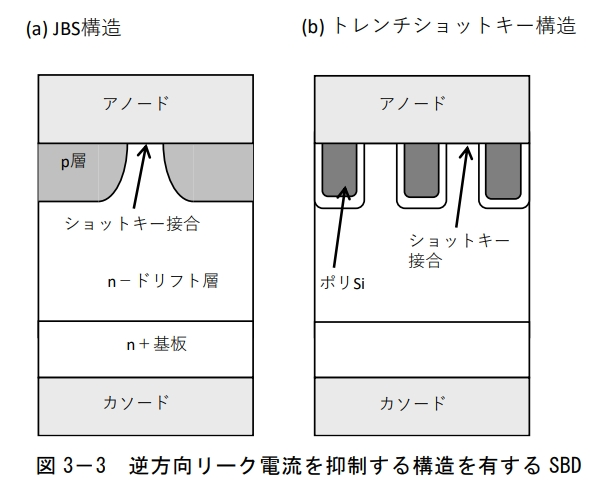 (a) JBS構造
(b) トレンチショットキー構造
アノード
p層
ショットキー接合
n－ドリフト層
n＋基板
カソード
アノード
ショットキー
接合
ポリSi
カソード
図 3－3　逆方向リーク電流を抑制する構造を有する SBD